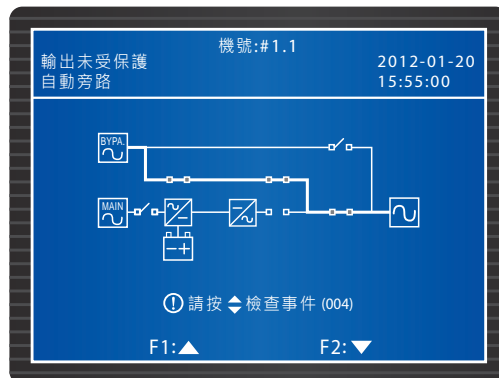 機號:#1.1
輸出未受保護
自動旁路
2012-01-20
15:55:00
BYPA.
MAIN
請按 檢查事件 (004)
F1:▲ F2:▼